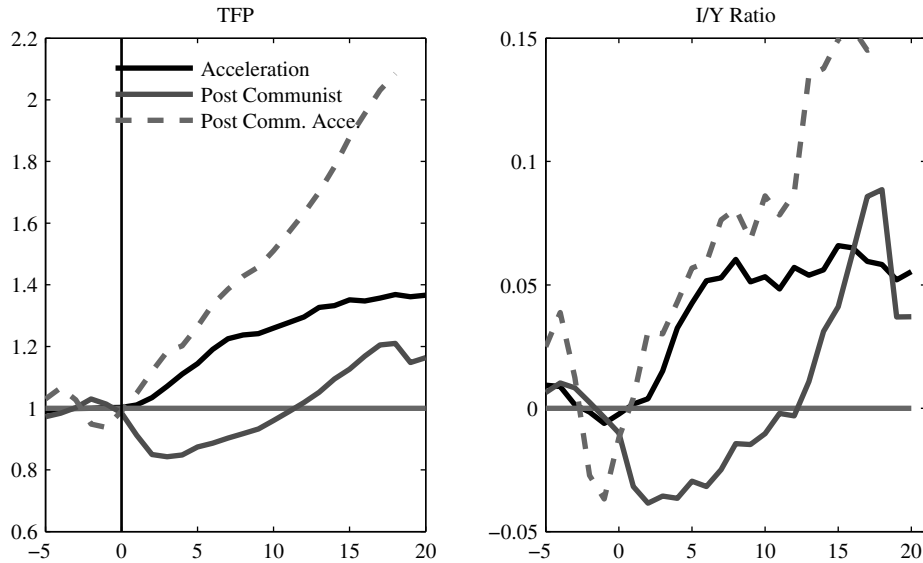 TFP
2.2
2
1.8
1.6
1.4
1.2
1
0.8
0.6
−5 0 5 10 15 20
Acceleration
Post Communist
Post Comm. Acce.
I/Y Ratio
0.15
0.1
0.05
0
−0.05
−5 0 5 10 15 20